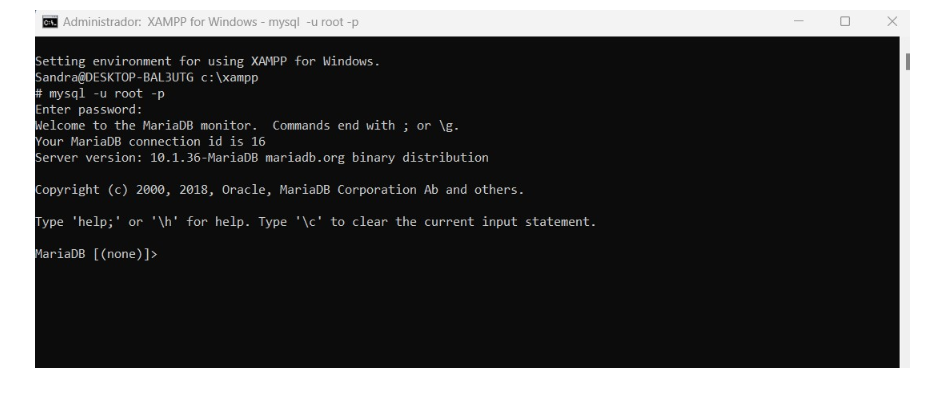 Administrador: XAMPP for Windows - mysql -u root -p
Setting environment for using XAMPP for Windows.
Sandra@DESKTOP-BAL3UTG c:\xampp
# mysql -u root -p
Enter password:
Welcome to the MariaDB monitor.  Commands end with ; or \g.
Your MariaDB connection id is 16
Server version: 10.1.36-MariaDB mariadb.org binary distribution
Copyright (c) 2000, 2018, Oracle, MariaDB Corporation Ab and others.
Type 'help;' or '\h' for help. Type '\c' to clear the current input statement.
MariaDB [(none)]>